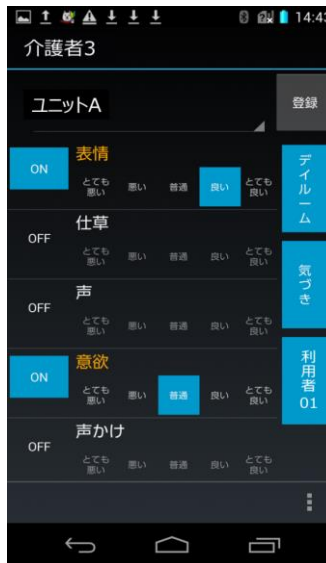 14:43
介護者3
ユニットA
登録
ON
表情
とても悪い 悪い 普通 良い とても良い
OFF
仕草
とても悪い 悪い 普通 良い とても良い
OFF
声
とても悪い 悪い 普通 良い とても良い
ON
意欲
とても悪い 悪い 普通 良い とても良い
OFF
声かけ
とても悪い 悪い 普通 良い とても良い
デイルーム
気づき
利用者01